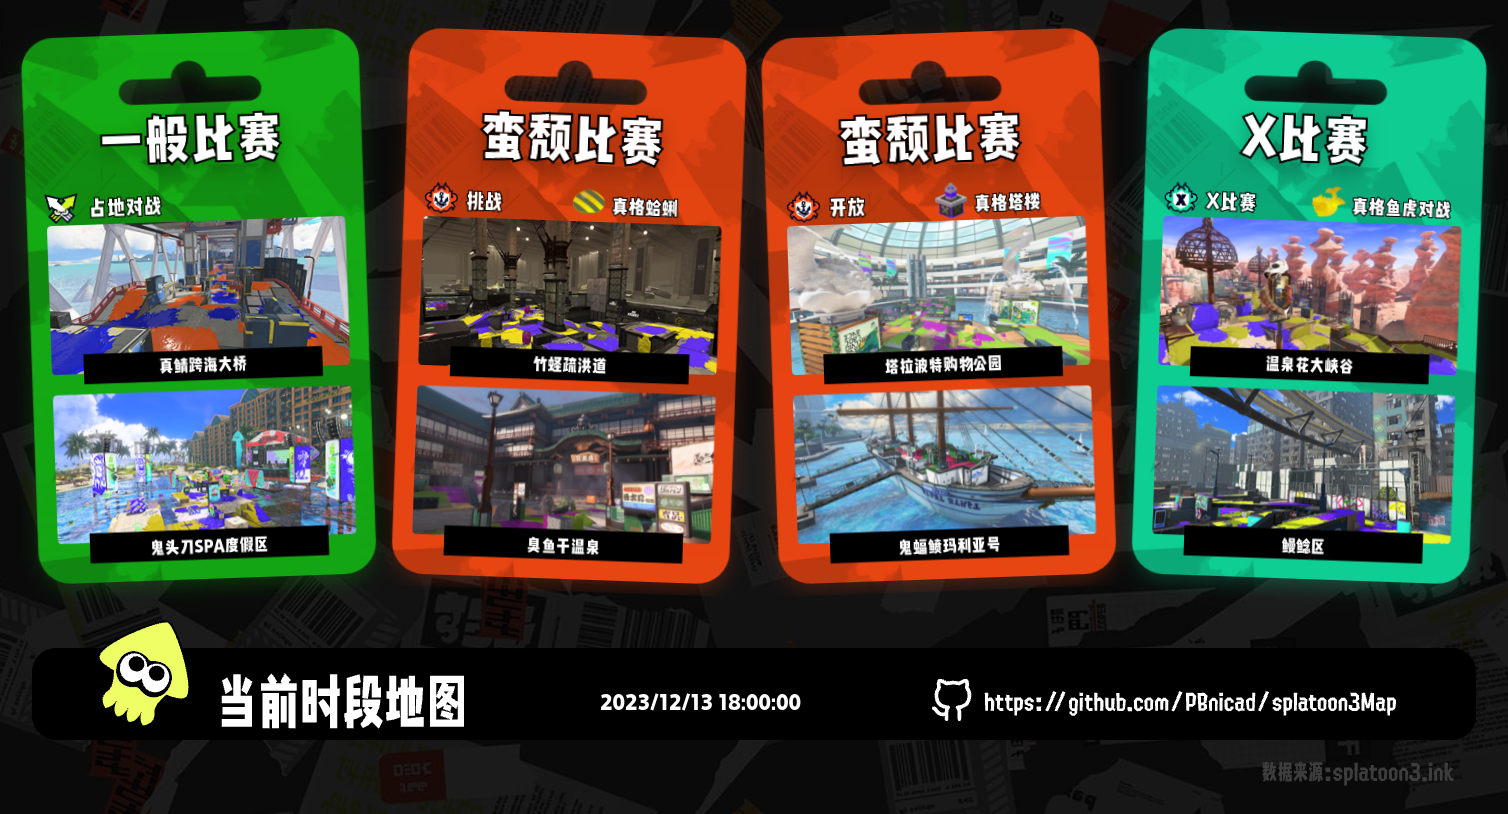 一般比赛
占地对战
真鲷跨海大桥
鬼头刀SPA度假区
蛮颓比赛
挑战
真格蛤蜊
竹蛏疏洪道
臭鱼干温泉
蛮颓比赛
开放
真格塔楼
塔拉波特购物公园
鬼蝠鲼玛利亚号
X比赛
X比赛
真格鱼虎对战
温泉花大峡谷
鳗鲶区
当前时段地图
2023/12/13 18:00:00
https://github.com/PBnicad/splatoon3Map
数据来源:splatoon3.ink